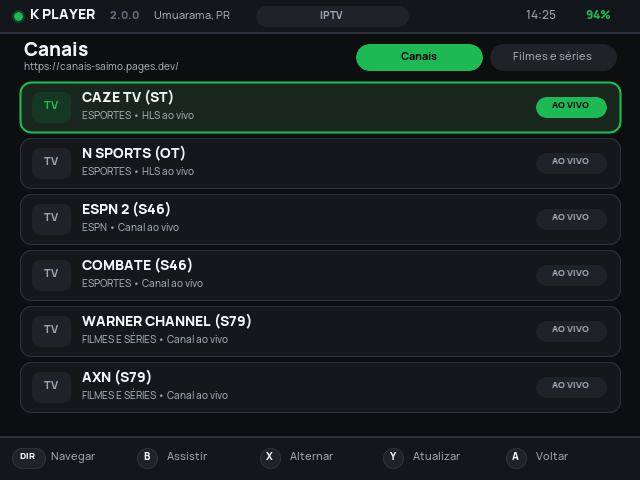 K PLAYER 2.0.0 Umuarama, PR IPTV 14:25 94%
Canais
https://canais-saimo.pages.dev/
Canais Filmes e séries
TV CAZE TV (ST) AO VIVO
ESPORTES • HLS ao vivo
TV N SPORTS (OT) AO VIVO
ESPORTES • HLS ao vivo
TV ESPN 2 (S46) AO VIVO
ESPN • Canal ao vivo
TV COMBATE (S46) AO VIVO
ESPORTES • Canal ao vivo
TV WARNER CHANNEL (S79) AO VIVO
FILMES E SÉRIES • Canal ao vivo
TV AXN (S79) AO VIVO
FILMES E SÉRIES • Canal ao vivo
DIR Navegar B Assistir X Alternar Y Atualizar A Voltar